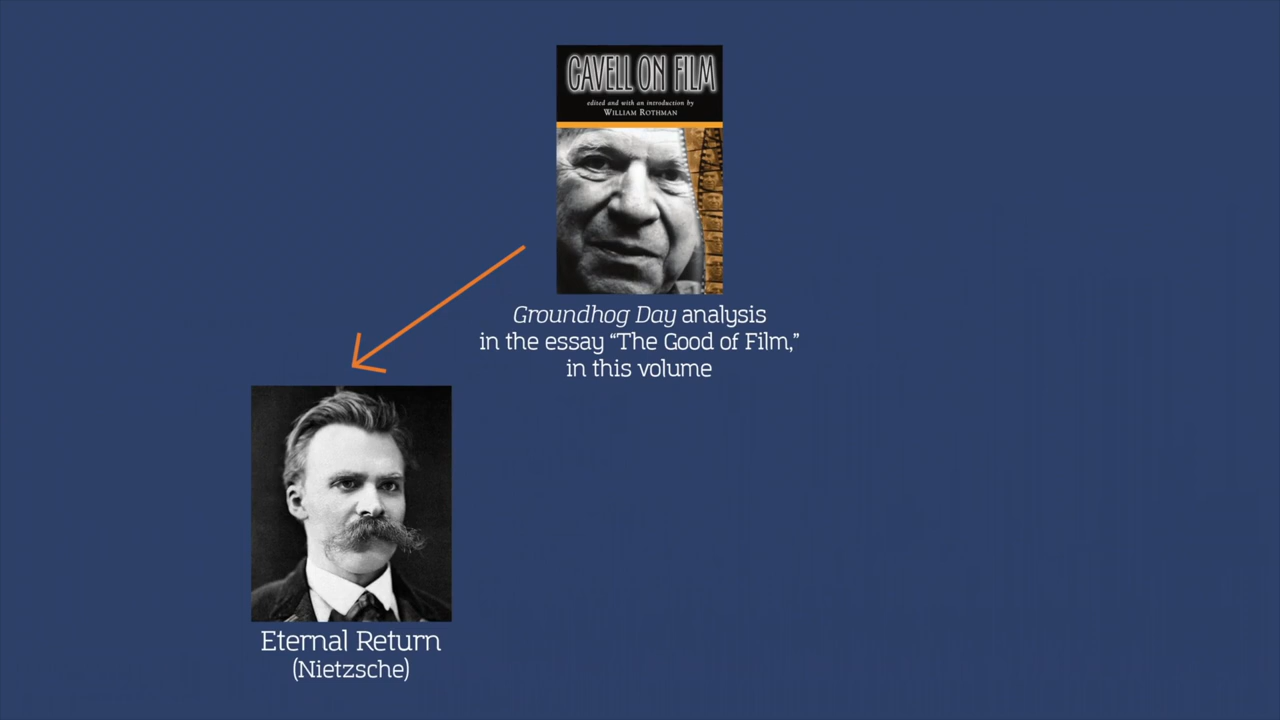 CAVELL ON FILM
edited and with an introduction by
WILLIAM ROTHMAN
Groundhog Day analysis
in the essay “The Good of Film,”
in this volume
Eternal Return
(Nietzsche)